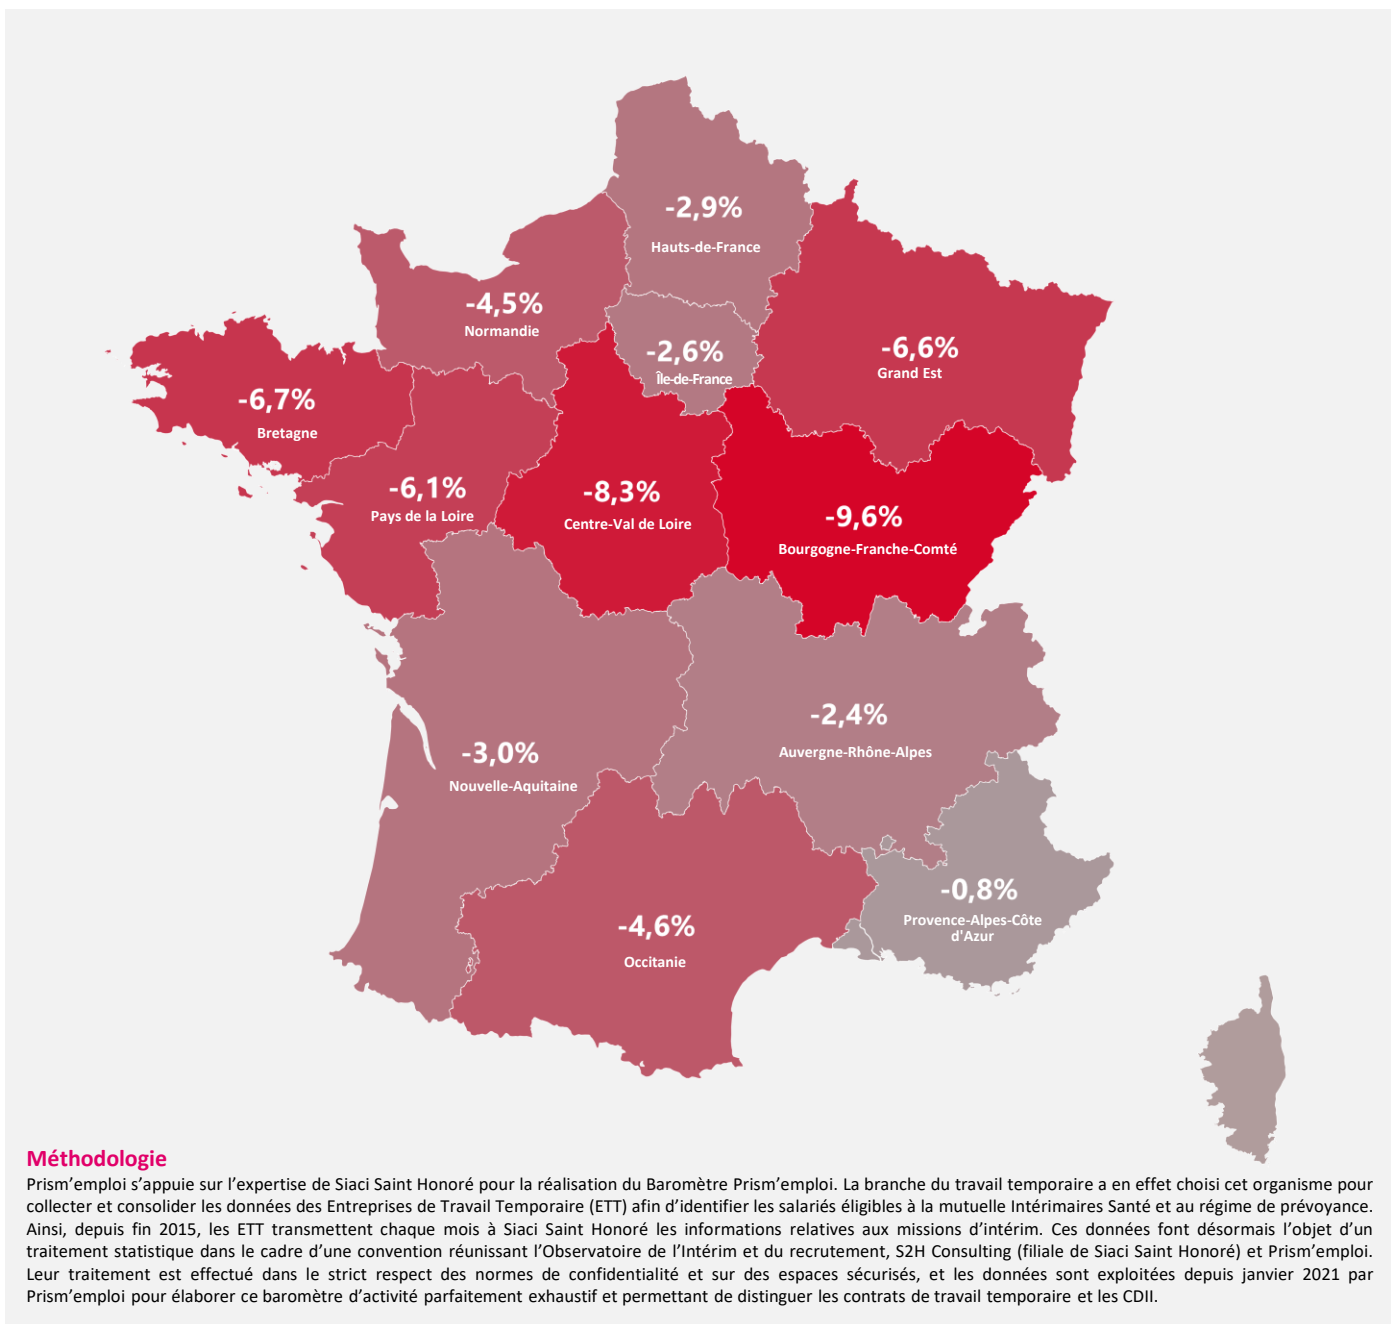 -2,9%
Hauts-de-France
-4,5%
Normandie
-2,6%
Île-de-France
-6,6%
Grand Est
-6,7%
Bretagne
-6,1%
Pays de la Loire
-8,3%
Centre-Val de Loire
-9,6%
Bourgogne-Franche-Comté
-2,4%
Auvergne-Rhône-Alpes
-3,0%
Nouvelle-Aquitaine
-0,8%
Provence-Alpes-Côte
d'Azur
-4,6%
Occitanie
Méthodologie
Prism’emploi s’appuie sur l’expertise de Siaci Saint Honoré pour la réalisation du Baromètre Prism’emploi. La branche du travail temporaire a en effet choisi cet organisme pour
collecter et consolider les données des Entreprises de Travail Temporaire (ETT) afin d’identifier les salariés éligibles à la mutuelle Intérimaires Santé et au régime de prévoyance.
Ainsi, depuis fin 2015, les ETT transmettent chaque mois à Siaci Saint Honoré les informations relatives aux missions d’intérim. Ces données font désormais l’objet d’un
traitement statistique dans le cadre d’une convention réunissant l’Observatoire de l’Intérim et du recrutement, S2H Consulting (filiale de Siaci Saint Honoré) et Prism’emploi.
Leur traitement est effectué dans le strict respect des normes de confidentialité et sur des espaces sécurisés, et les données sont exploitées depuis janvier 2021 par
Prism’emploi pour élaborer ce baromètre d’activité parfaitement exhaustif et permettant de distinguer les contrats de travail temporaire et les CDII.